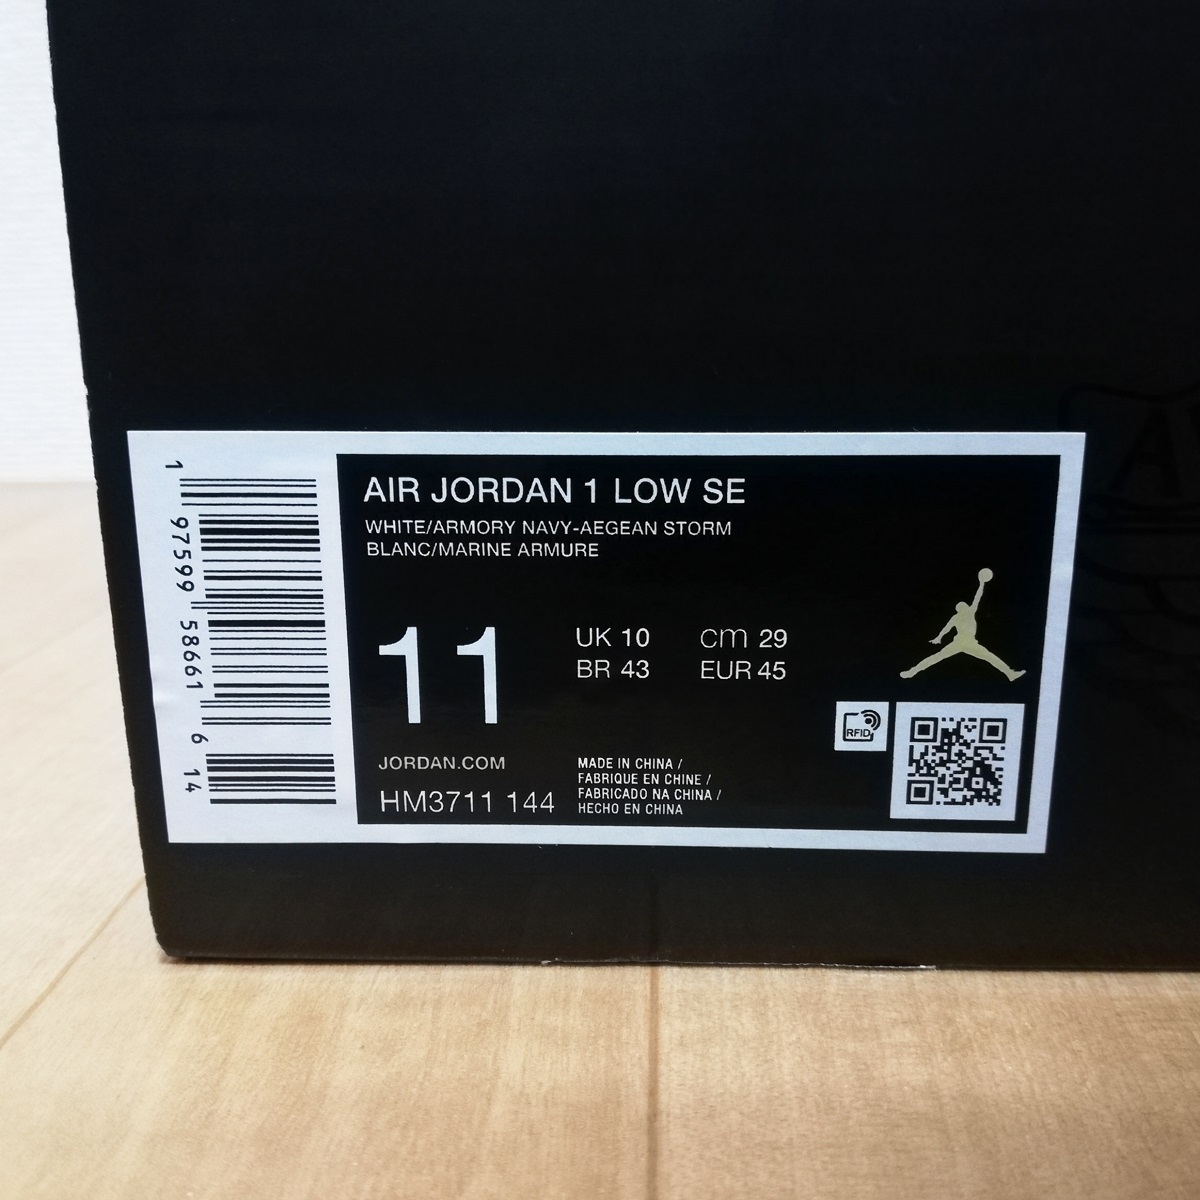 1 97599 58661 6 14
AIR JORDAN 1 LOW SE
WHITE/ARMORY NAVY-AEGEAN STORM
BLANC/MARINE ARMURE
11
UK 10 cm 29
BR 43 EUR 45
RFID
JORDAN.COM
HM3711 144
MADE IN CHINA /
FABRIQUE EN CHINE /
FABRICADO NA CHINA /
HECHO EN CHINA